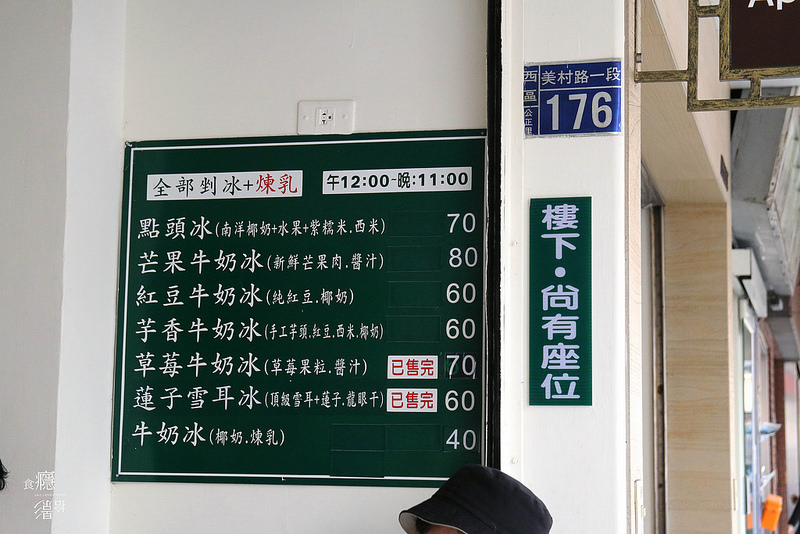 全部剉冰+煉乳
午12:00~晚:11:00
點頭冰(南洋椰奶+水果+紫糯米.西米) 70
芒果牛奶冰(新鮮芒果肉.醬汁) 80
紅豆牛奶冰(純紅豆.椰奶) 60
芋香牛奶冰(手工芋頭.紅豆.西米.椰奶) 60
草莓牛奶冰(草莓果粒.醬汁) 已售完 70
蓮子雪耳冰(頂級雪耳+蓮子.龍眼干) 已售完 60
牛奶冰(椰奶.煉乳) 40
西區 公正里
美村路一段
176
樓下·尚有座位
Ap
食癮